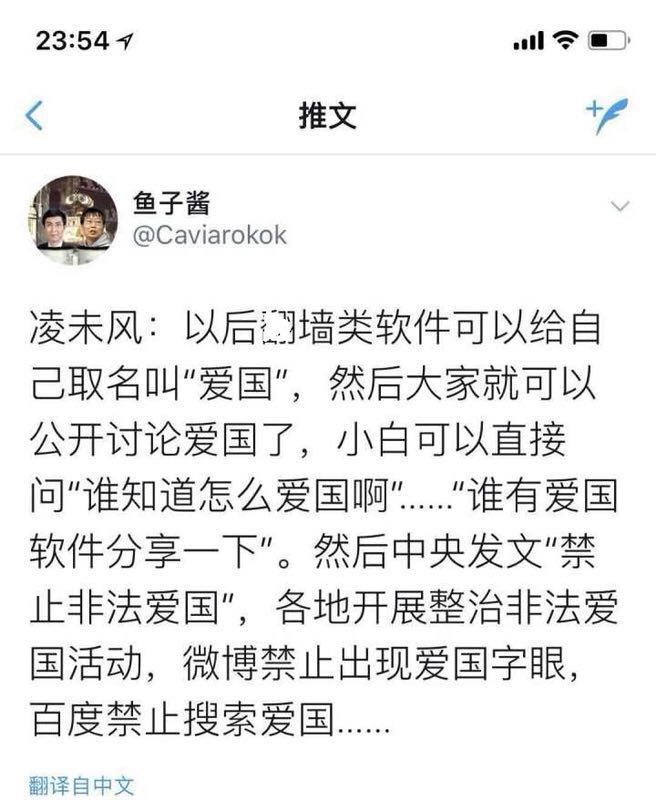 23:54
推文
鱼子酱
@Caviarokok
凌未风：以后墙类软件可以给自
己取名叫“爱国”，然后大家就可以
公开讨论爱国了，小白可以直接
问“谁知道怎么爱国啊”……“谁有爱国
软件分享一下”。然后中央发文“禁
止非法爱国”，各地开展整治非法爱
国活动，微博禁止出现爱国字眼，
百度禁止搜索爱国……
翻译自中文